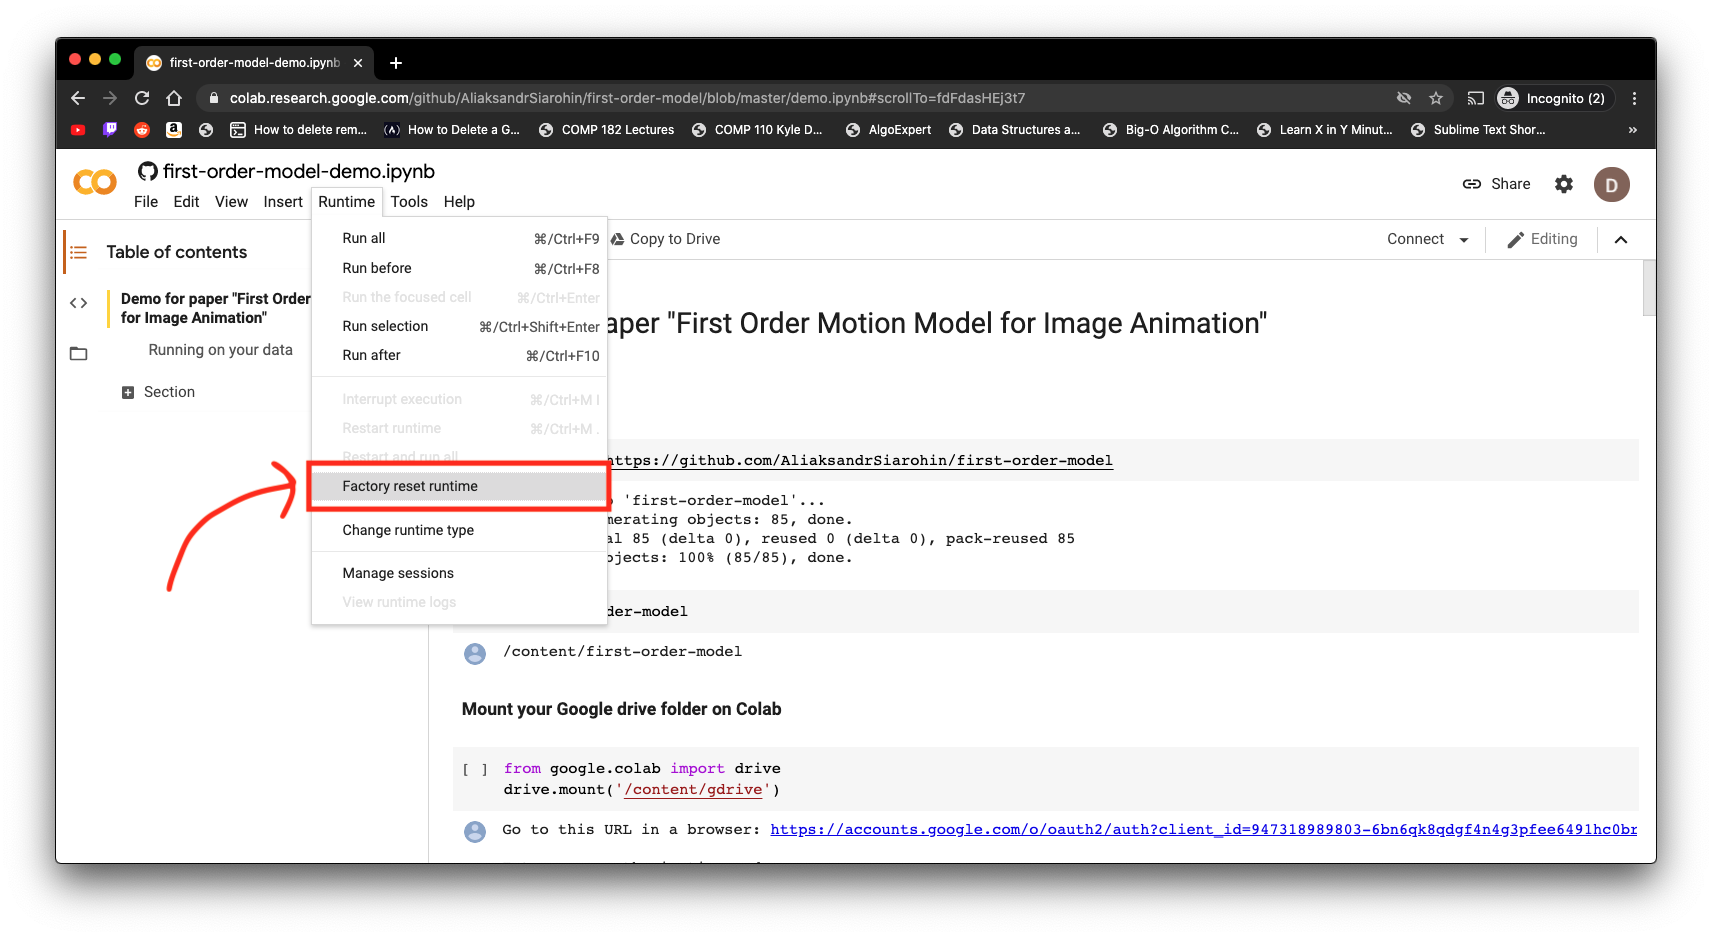 first-order-model-demo.ipynb
colab.research.google.com/github/AliaksandrSiarohin/first-order-model/blob/master/demo.ipynb#scrollTo=fdFdasHEj3t7
Incognito (2)
How to delete rem...
How to Delete a G...
COMP 182 Lectures
COMP 110 Kyle D...
AlgoExpert
Data Structures a...
Big-O Algorithm C...
Learn X in Y Minut...
Sublime Text Shor...
»
first-order-model-demo.ipynb
File Edit View Insert Runtime Tools Help
Share
D
Table of contents
Demo for paper "First Order
for Image Animation"
Running on your data
Section
Run all ⌘/Ctrl+F9
Run before ⌘/Ctrl+F8
Run the focused cell ⌘/Ctrl+Enter
Run selection ⌘/Ctrl+Shift+Enter
Run after ⌘/Ctrl+F10
Interrupt execution ⌘/Ctrl+M I
Restart runtime ⌘/Ctrl+M .
Restart and run all
Factory reset runtime
Change runtime type
Manage sessions
View runtime logs
Copy to Drive
Connect
Editing
aper "First Order Motion Model for Image Animation"
https://github.com/AliaksandrSiarohin/first-order-model
'first-order-model'...
merating objects: 85, done.
al 85 (delta 0), reused 0 (delta 0), pack-reused 85
bjects: 100% (85/85), done.
der-model
/content/first-order-model
Mount your Google drive folder on Colab
[ ] from google.colab import drive
drive.mount('/content/gdrive')
Go to this URL in a browser: https://accounts.google.com/o/oauth2/auth?client_id=947318989803-6bn6qk8qdgf4n4g3pfee6491hc0br